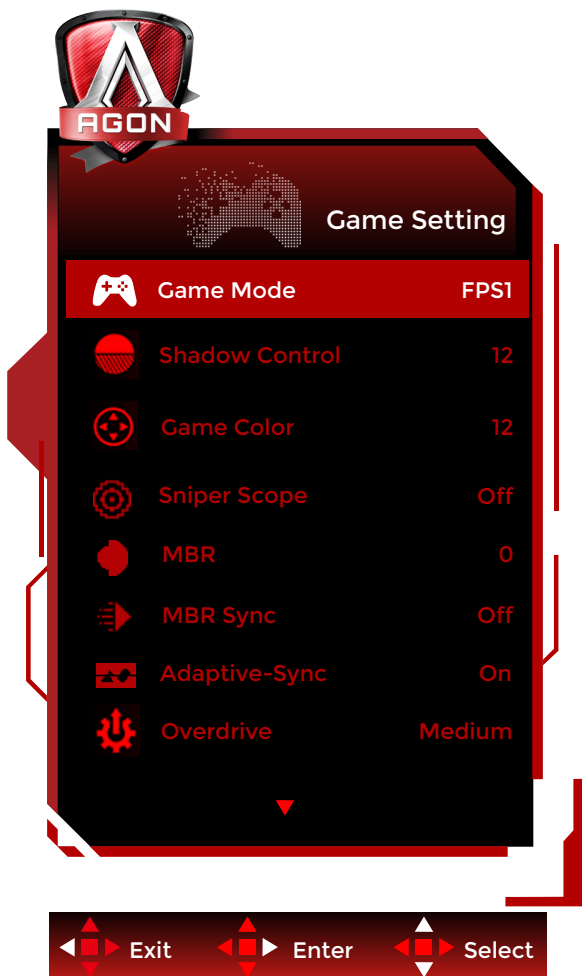 AGON
Game Setting
Game Mode FPS1
Shadow Control 12
Game Color 12
Sniper Scope Off
MBR 0
MBR Sync Off
Adaptive-Sync On
Overdrive Medium
Exit Enter Select